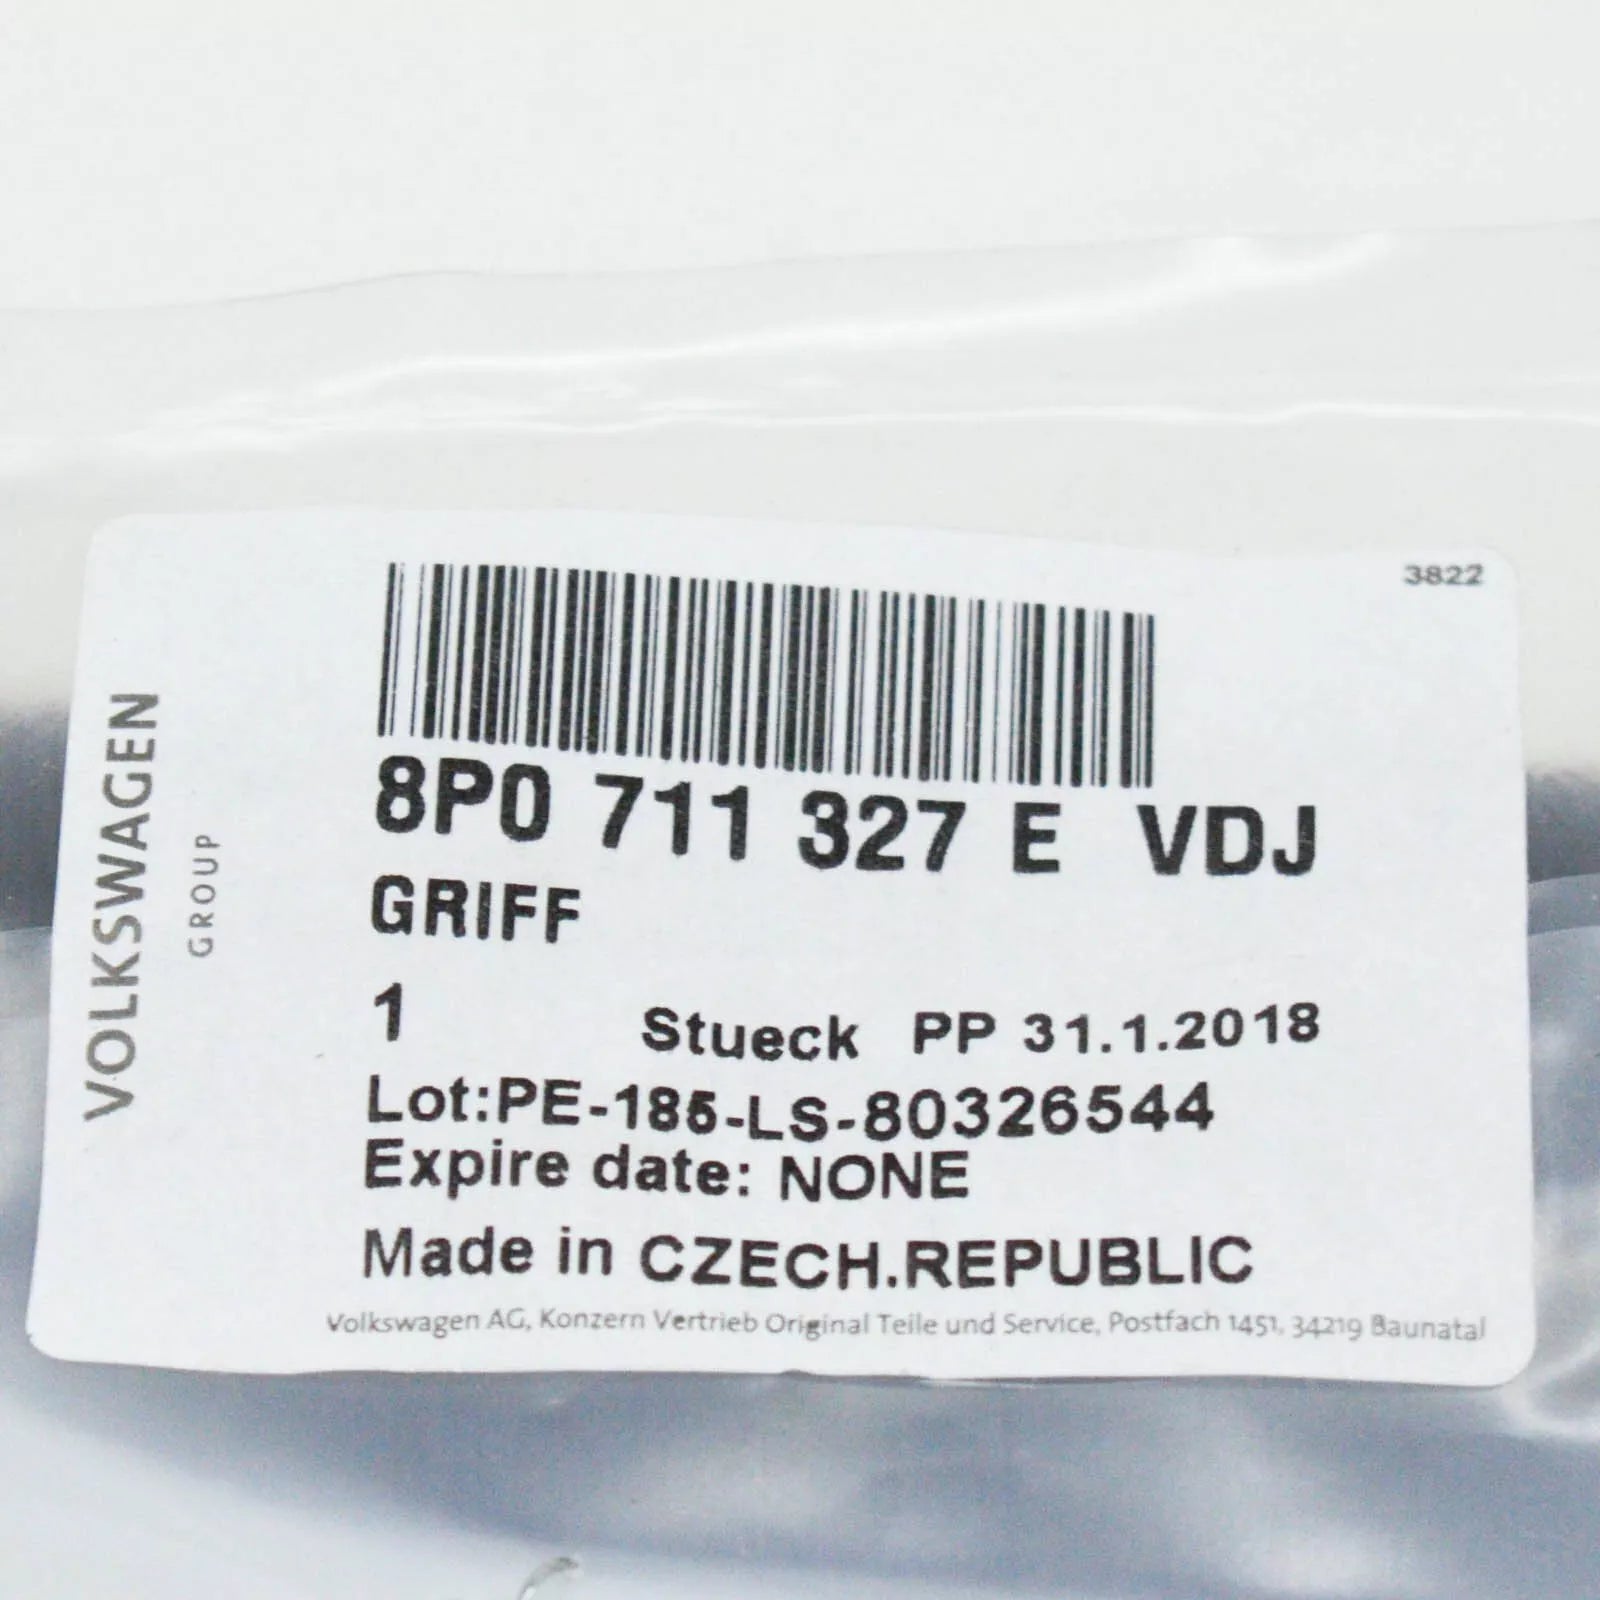 3822
VOLKSWAGEN
GROUP
8P0 711 327 E VDJ
GRIFF
1 Stueck PP 31.1.2018
Lot:PE-185-LS-80326544
Expire date: NONE
Made in CZECH.REPUBLIC
Volkswagen AG, Konzern Vertrieb Original Teile und Service, Postfach 1451, 34219 Baunatal